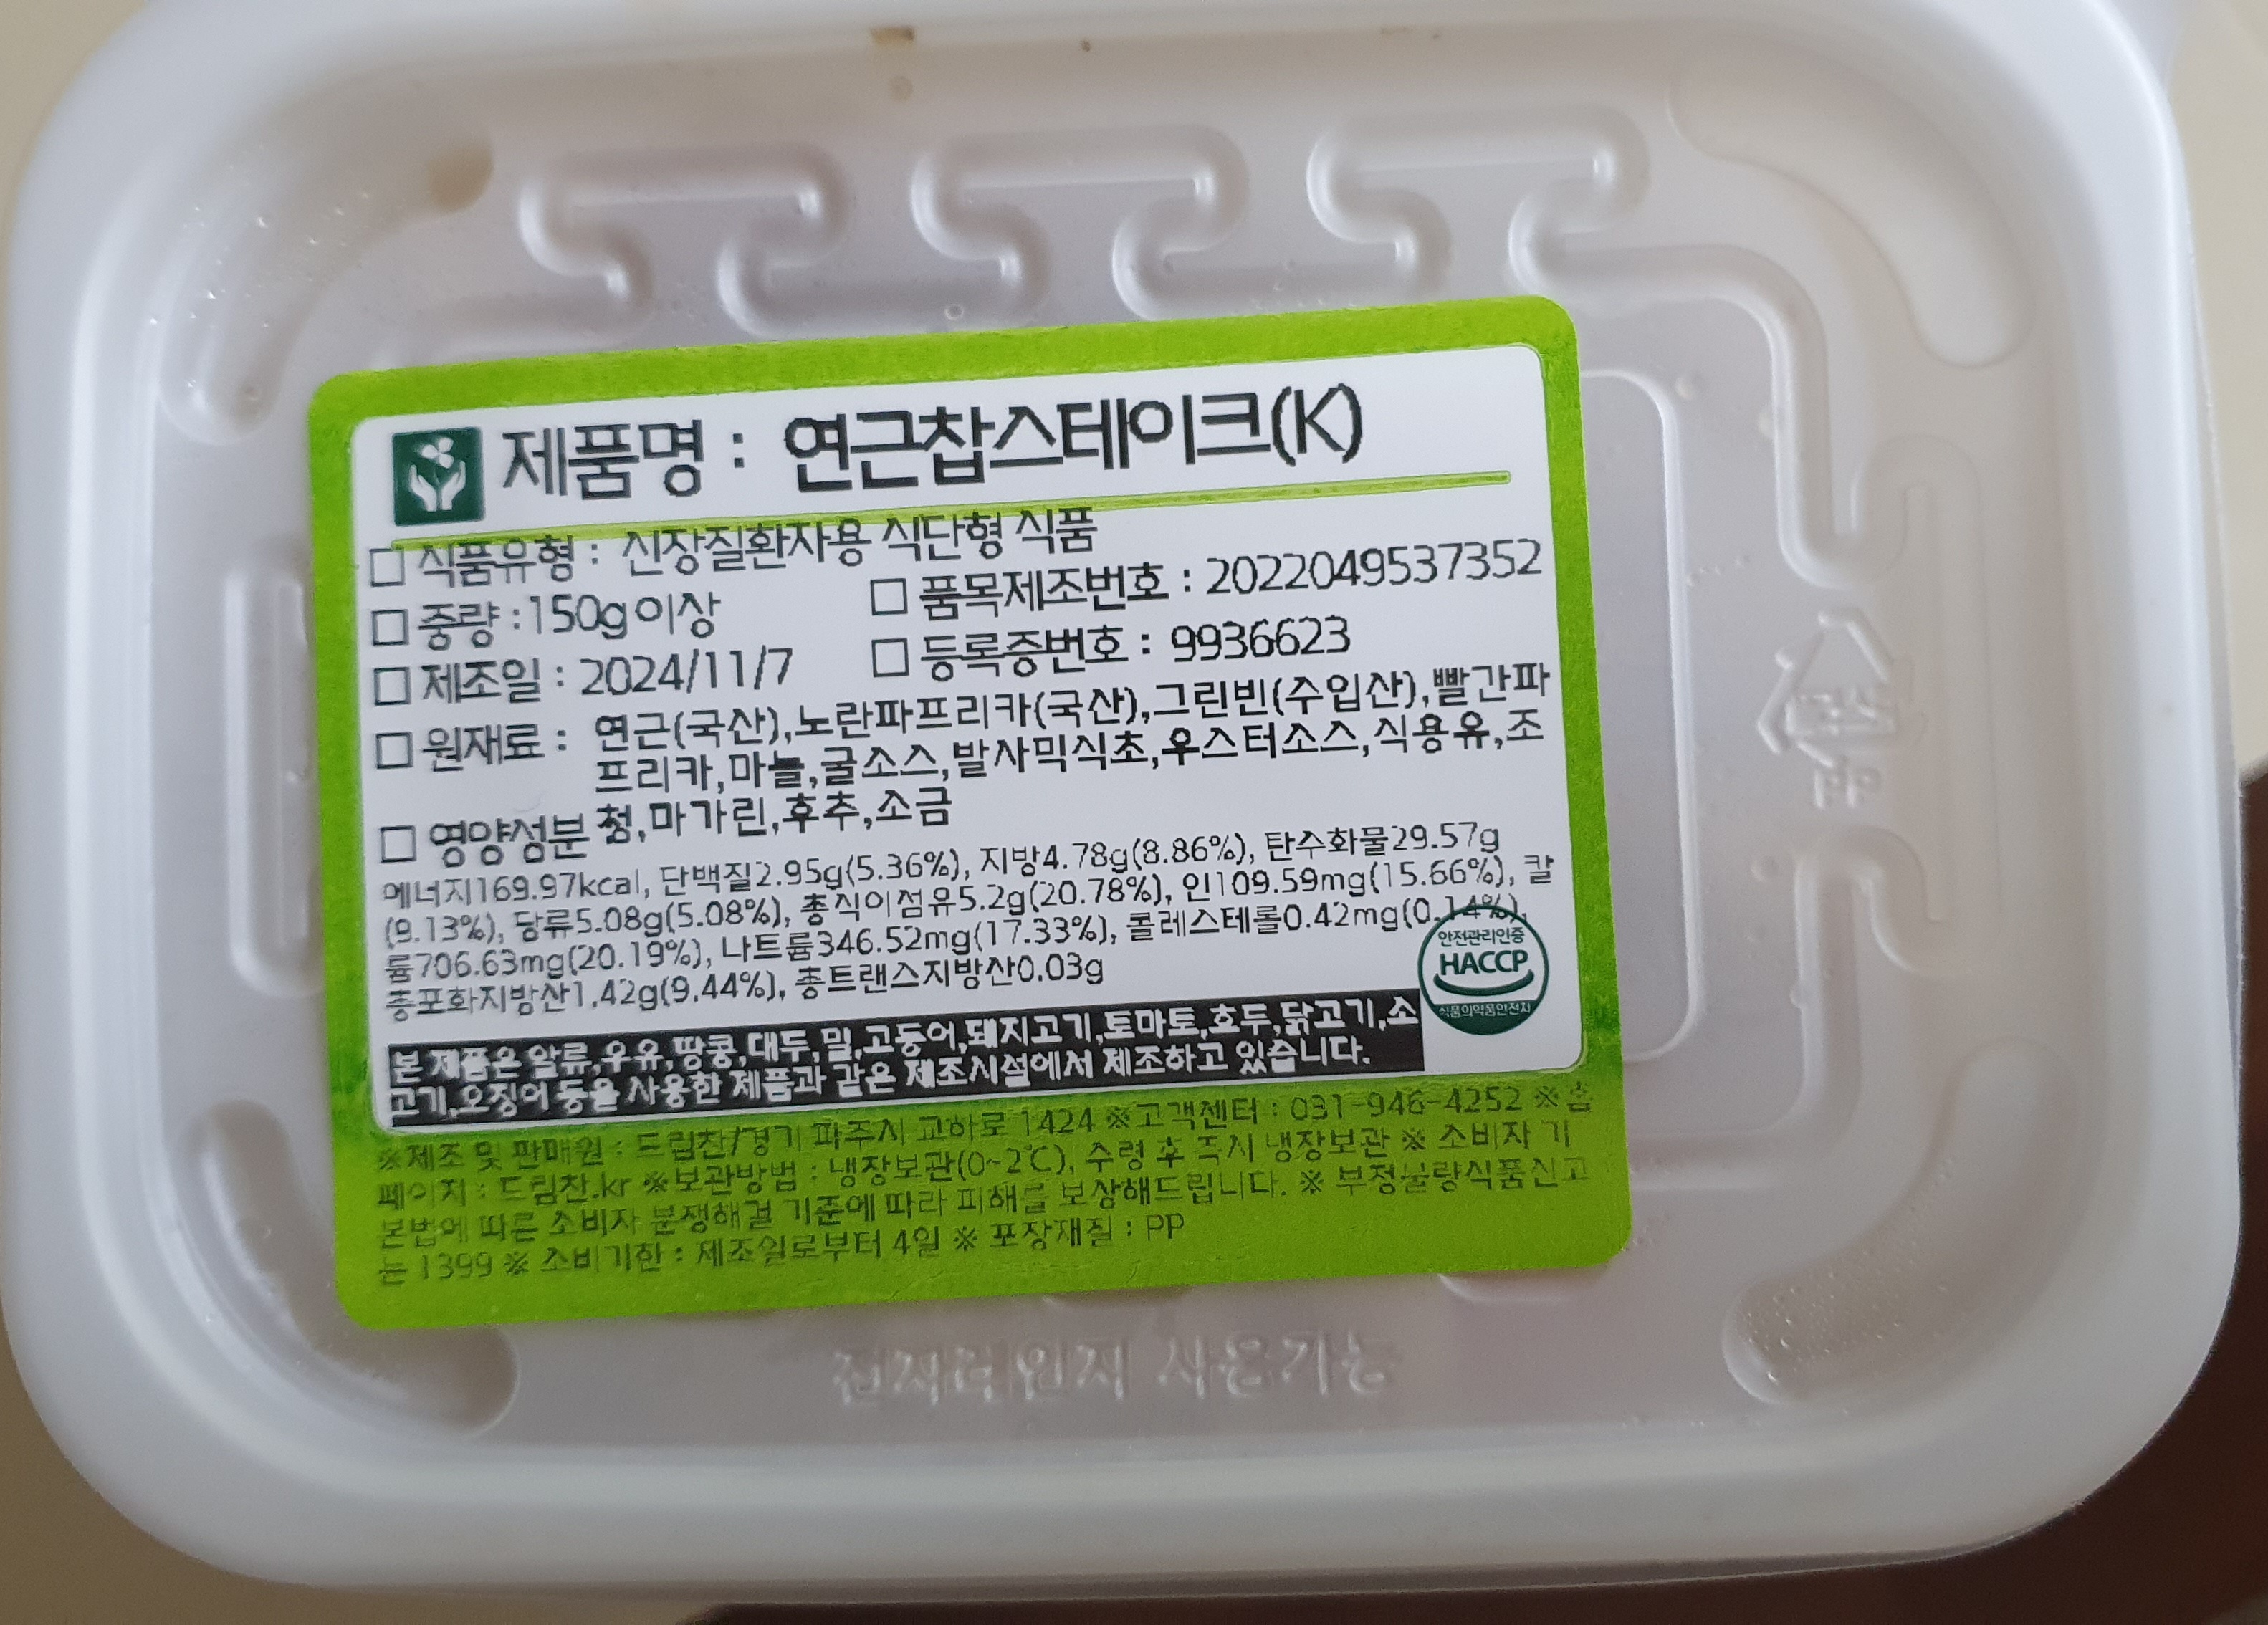 제품명 : 연근찹스테이크(K)
□ 식품유형 : 신장질환자용 식단형 식품
□ 중량 :150g이상 □ 품목제조번호 : 2022049537352
□ 제조일 : 2024/11/7 □ 등록증번호 : 9936623
□ 원재료 : 연근(국산),노란파프리카(국산),그린빈(수입산),빨간파
프리카,마늘,굴소스,발사믹식초,우스터소스,식용유,조
청,마가린,후추,소금
□ 영양성분
에너지169.97kcal, 단백질2.95g(5.36%), 지방4.78g(8.86%), 탄수화물29.57g
(9.13%), 당류5.08g(5.08%), 총식이섬유5.2g(20.78%), 인109.59mg(15.66%), 칼
륨706.63mg(20.19%), 나트륨346.52mg(17.33%), 콜레스테롤0.42mg(0.14%),
총포화지방산1.42g(9.44%), 총트랜스지방산0.03g
안전관리인증
HACCP
식품의약품안전처
본 제품은 알류,우유,땅콩,대두,밀,고등어,돼지고기,토마토,호두,닭고기,소
고기,오징어 등을 사용한 제품과 같은 제조시설에서 제조하고 있습니다.
※제조 및 판매원 : 드림찬/경기 파주시 교하로 1424 ※고객센터 : 031-946-4252 ※홈
페이지 : 드림찬.kr ※보관방법 : 냉장보관(0~2℃), 수령 후 즉시 냉장보관 ※ 소비자 기
본법에 따른 소비자 분쟁해결 기준에 따라 피해를 보상해드립니다. ※ 부정불량식품신고
는 1399 ※ 소비기한 : 제조일로부터 4일 ※ 포장재질 : PP
PP
전자레인지 사용가능